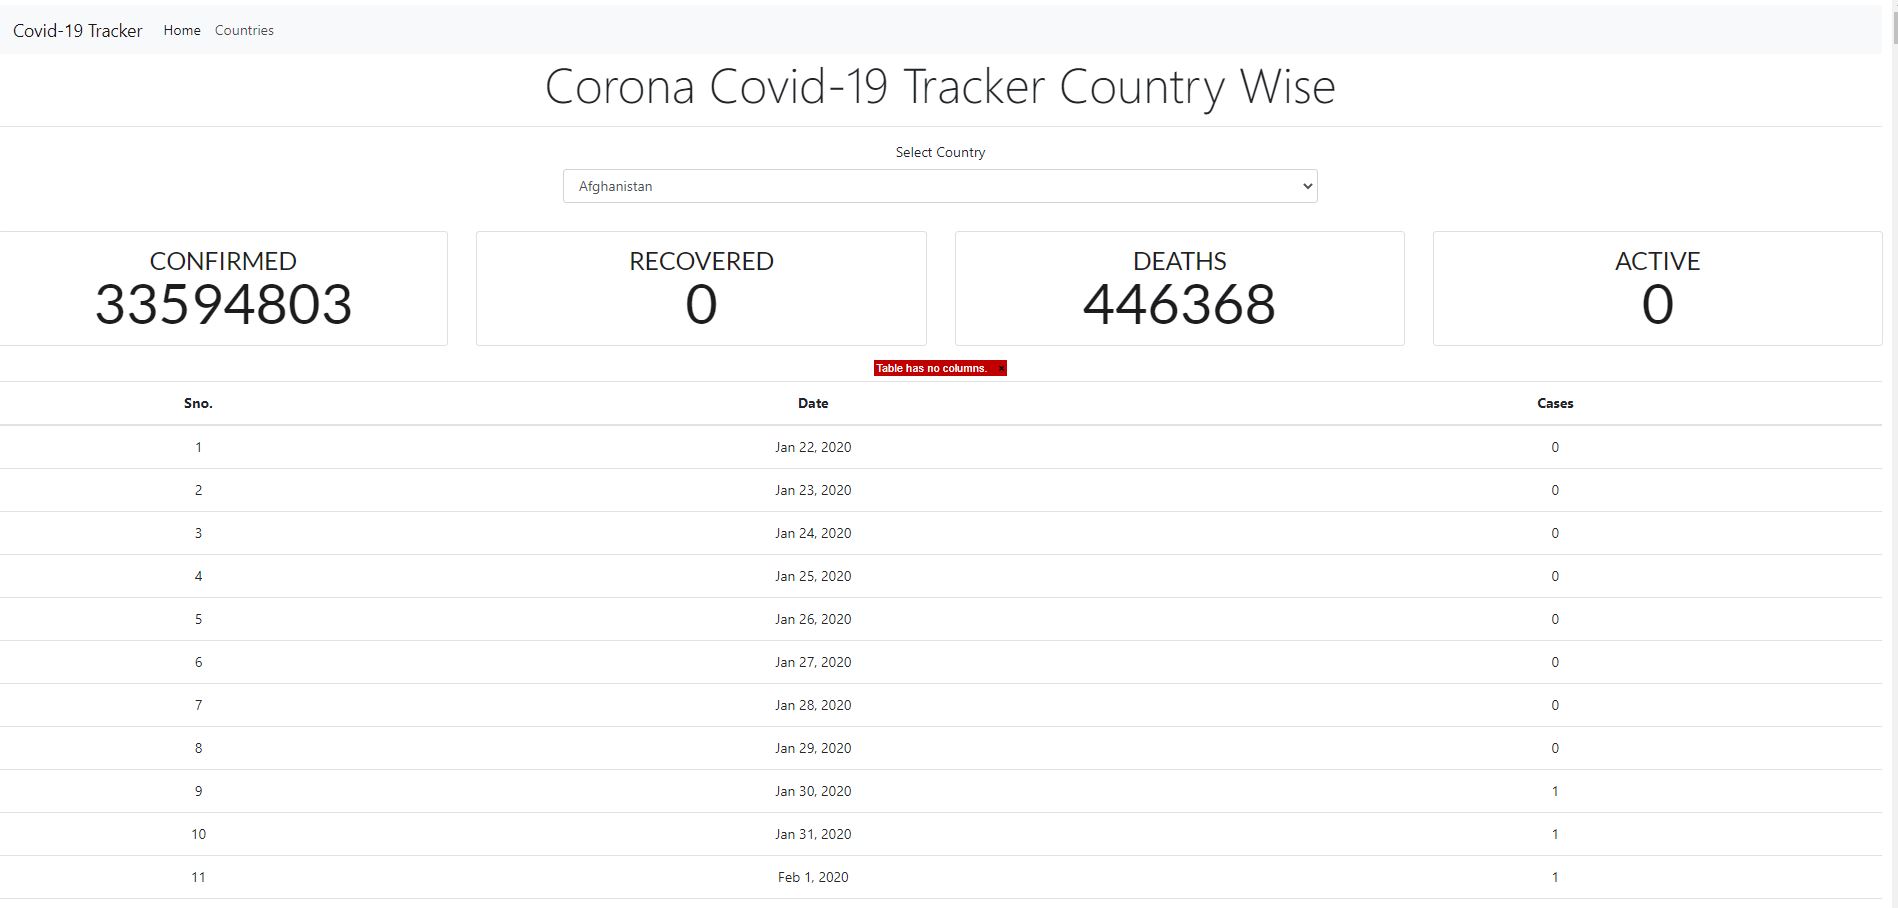 Covid-19 Tracker Home Countries
Corona Covid-19 Tracker Country Wise
Select Country
Afghanistan
CONFIRMED RECOVERED DEATHS ACTIVE
33594803 0 446368 0
Table has no columns. ×
Sno. Date Cases
1 Jan 22, 2020 0
2 Jan 23, 2020 0
3 Jan 24, 2020 0
4 Jan 25, 2020 0
5 Jan 26, 2020 0
6 Jan 27, 2020 0
7 Jan 28, 2020 0
8 Jan 29, 2020 0
9 Jan 30, 2020 1
10 Jan 31, 2020 1
11 Feb 1, 2020 1